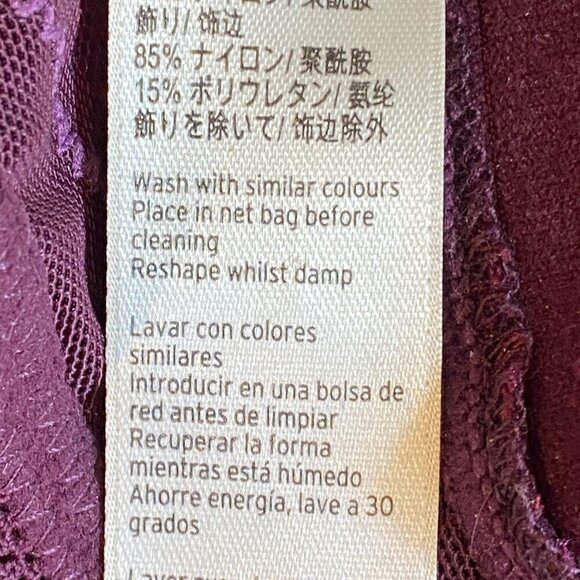 飾り/ 饰边
85% ナイロン/ 聚酰胺
15% ポリウレタン/ 氨纶
飾りを除いて/ 饰边除外
Wash with similar colours
Place in net bag before
cleaning
Reshape whilst damp
Lavar con colores
similares
Introducir en una bolsa de
red antes de limpiar
Recuperar la forma
mientras está húmedo
Ahorre energía, lave a 30
grados